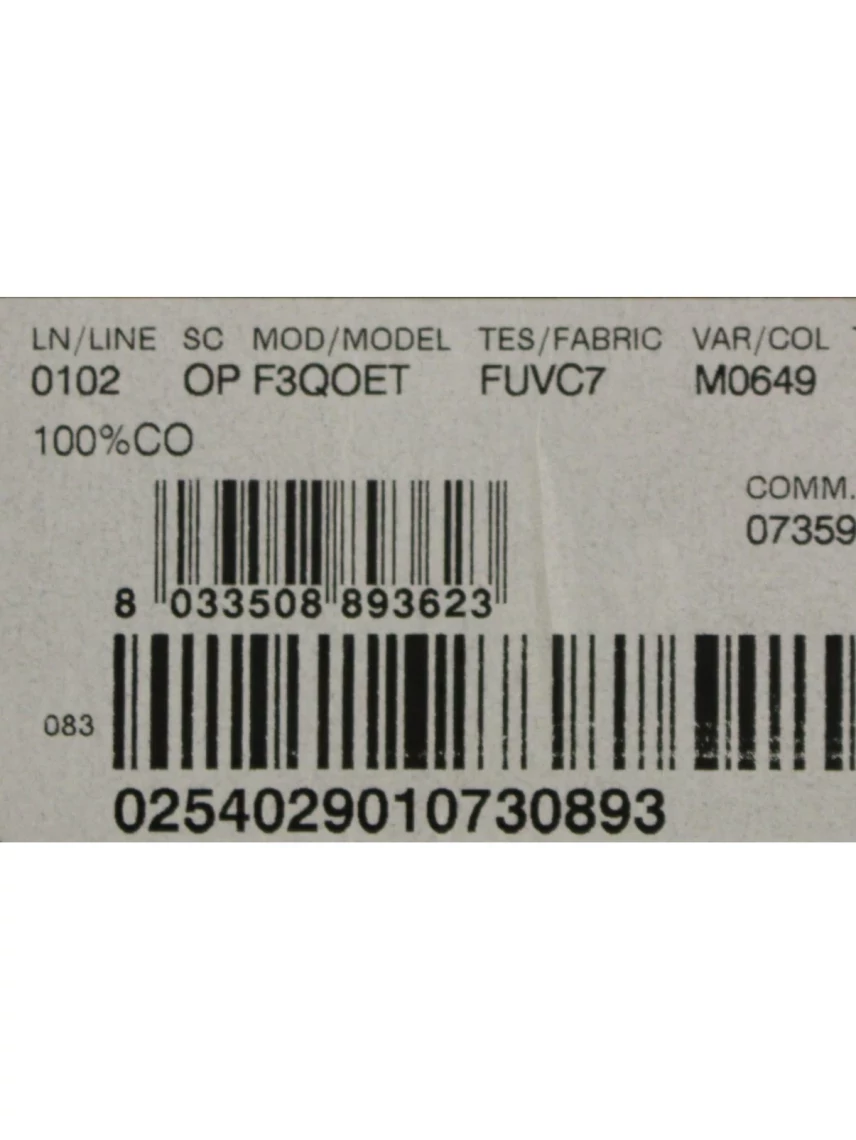 LN/LINE SC MOD/MODEL TES/FABRIC VAR/COL
0102 OP F3QOET FUVC7 M0649
100%CO
COMM.
07359
8 033508 893623
083
0254029010730893